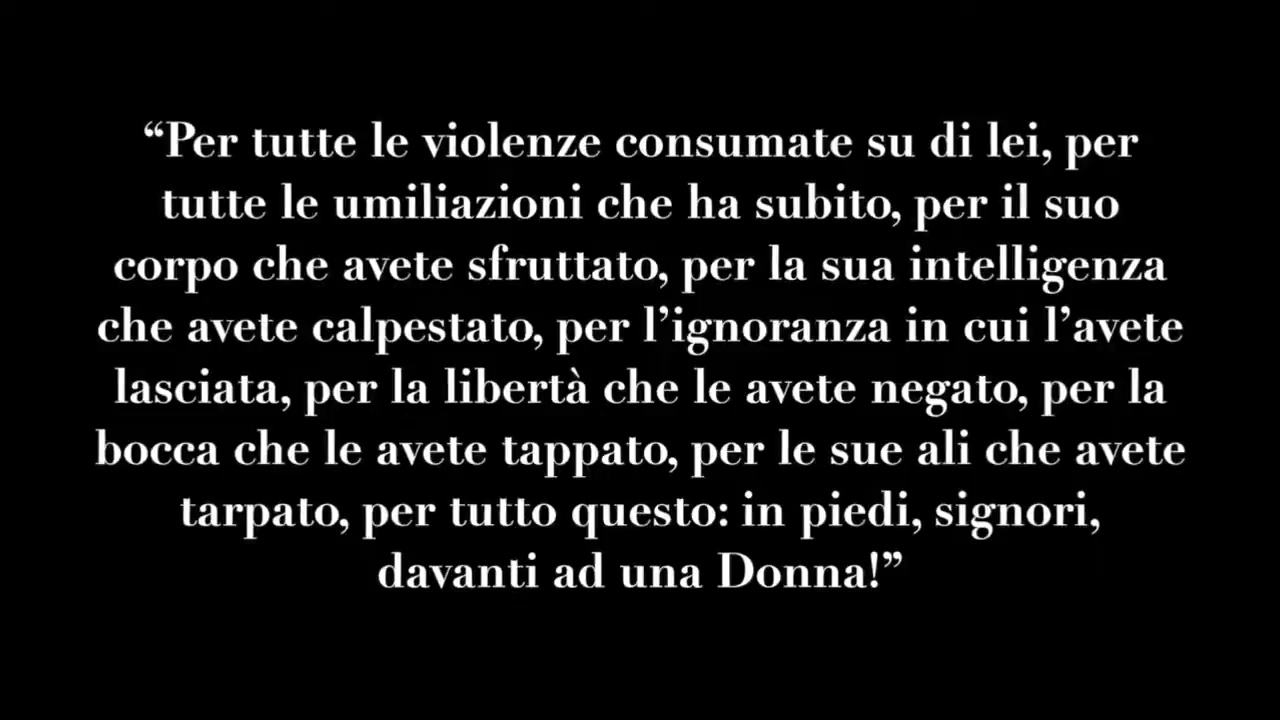 “Per tutte le violenze consumate su di lei, per
tutte le umiliazioni che ha subito, per il suo
corpo che avete sfruttato, per la sua intelligenza
che avete calpestato, per l’ignoranza in cui l’avete
lasciata, per la libertà che le avete negato, per la
bocca che le avete tappato, per le sue ali che avete
tarpato, per tutto questo: in piedi, signori,
davanti ad una Donna!”